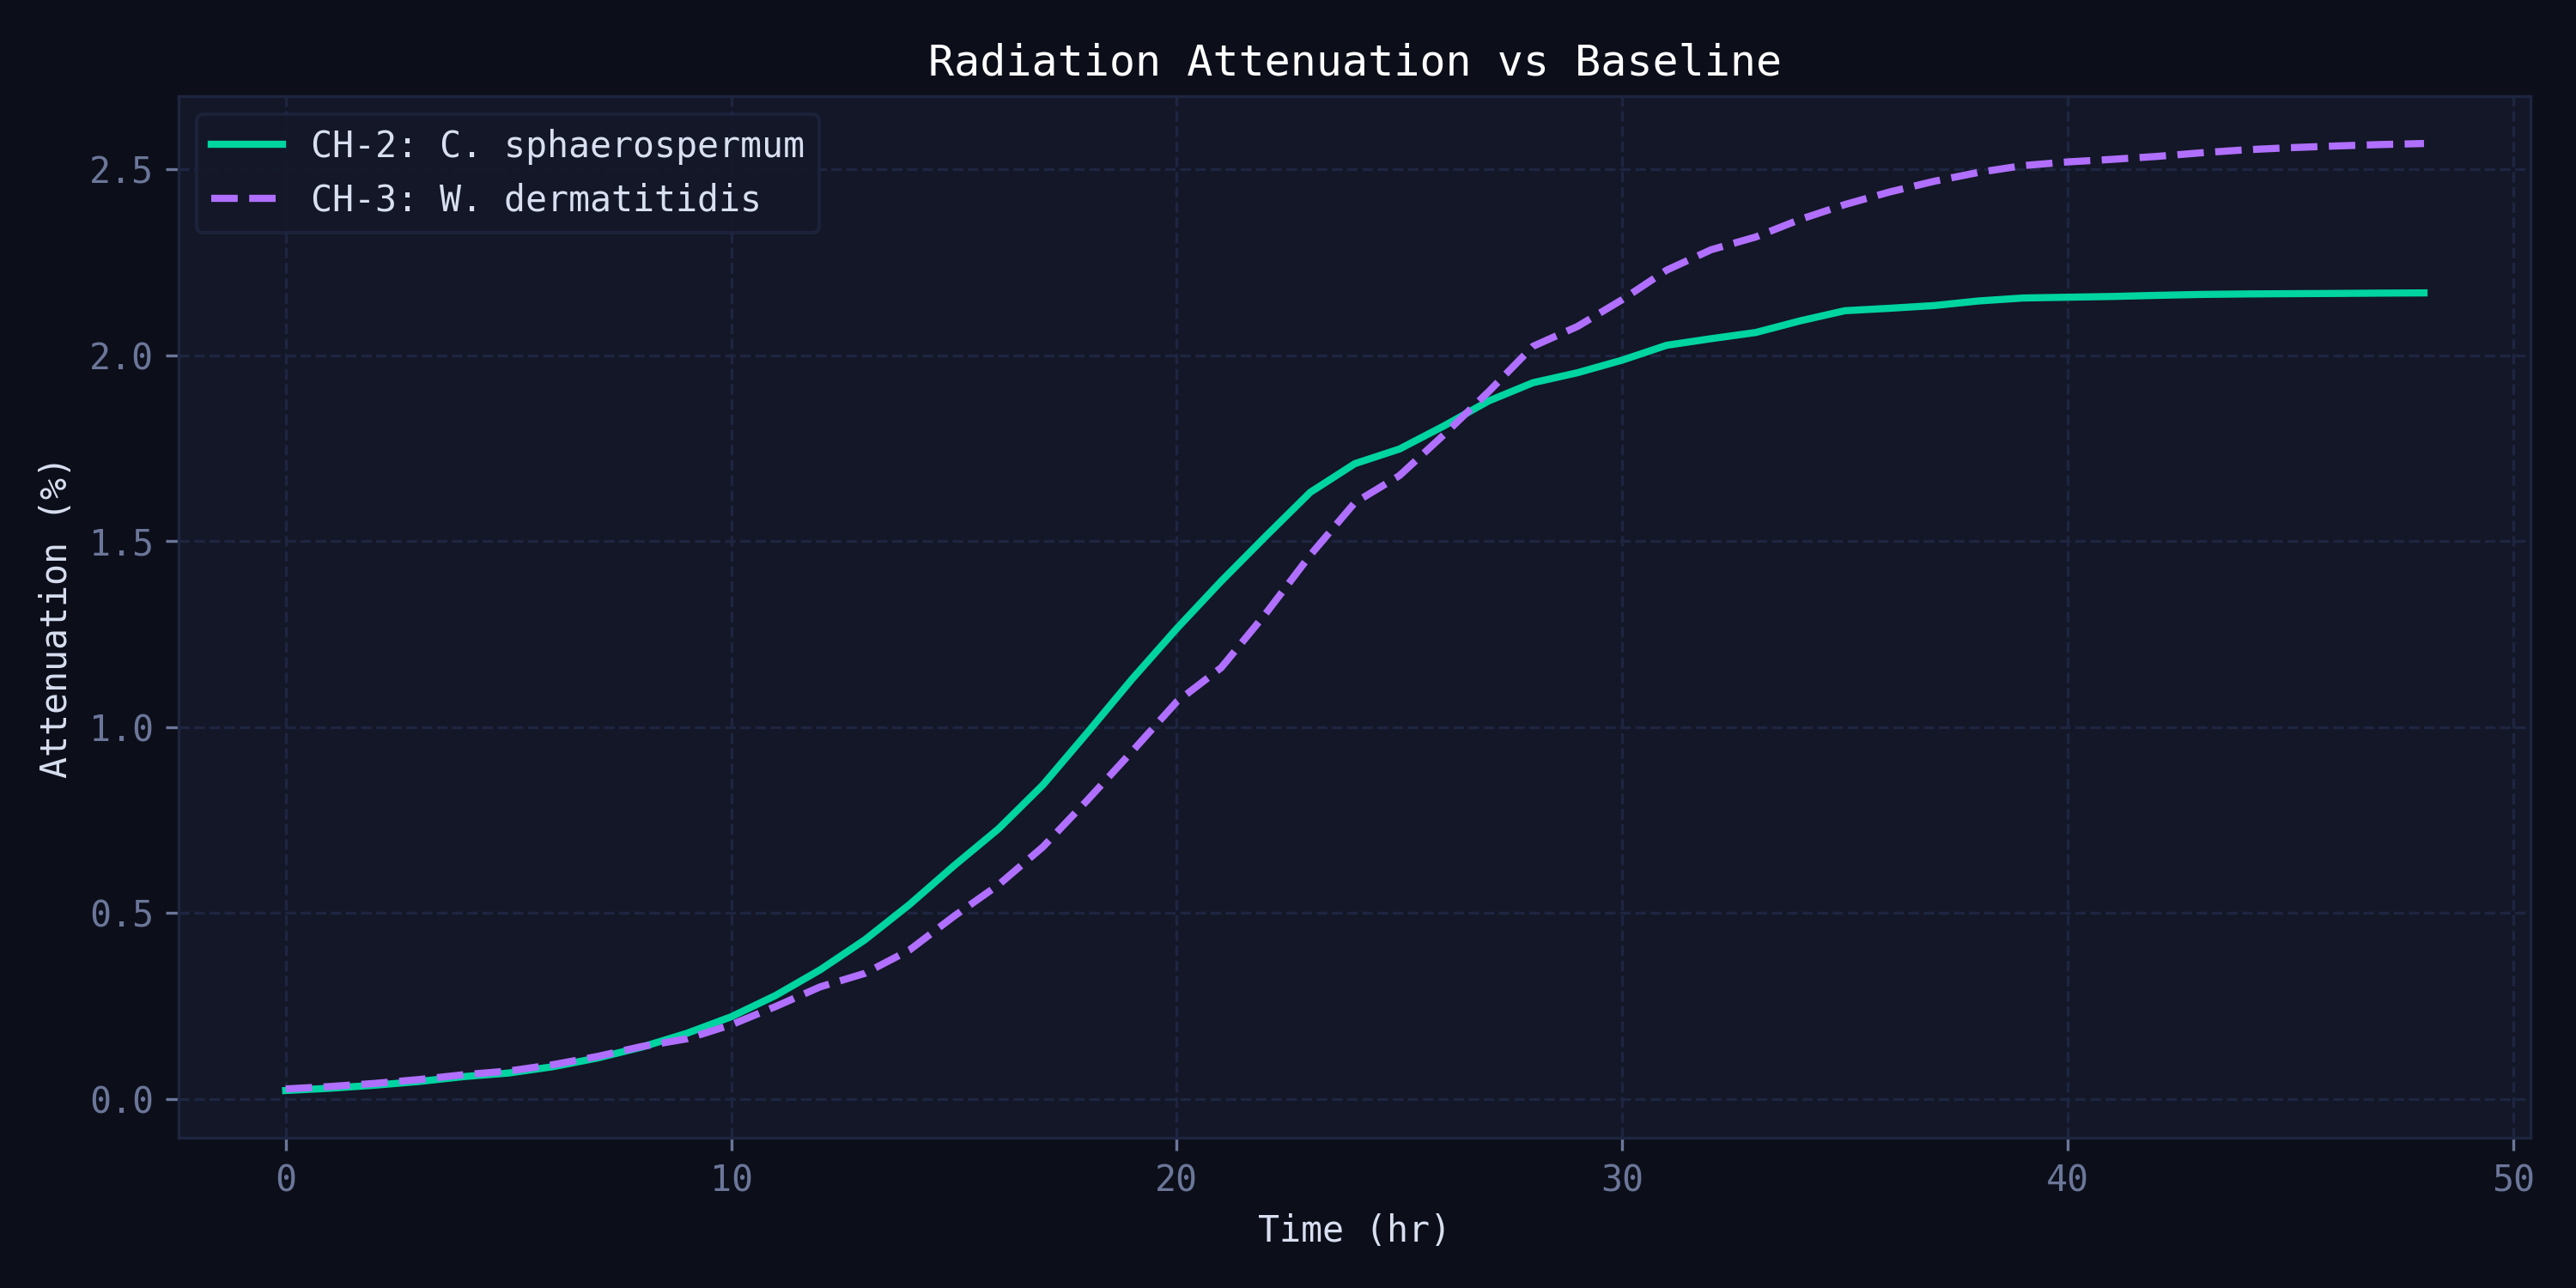 Radiation Attenuation vs Baseline
CH-2: C. sphaerospermum
CH-3: W. dermatitidis
Attenuation (%)
2.5
2.0
1.5
1.0
0.5
0.0
0 10 20 30 40 50
Time (hr)